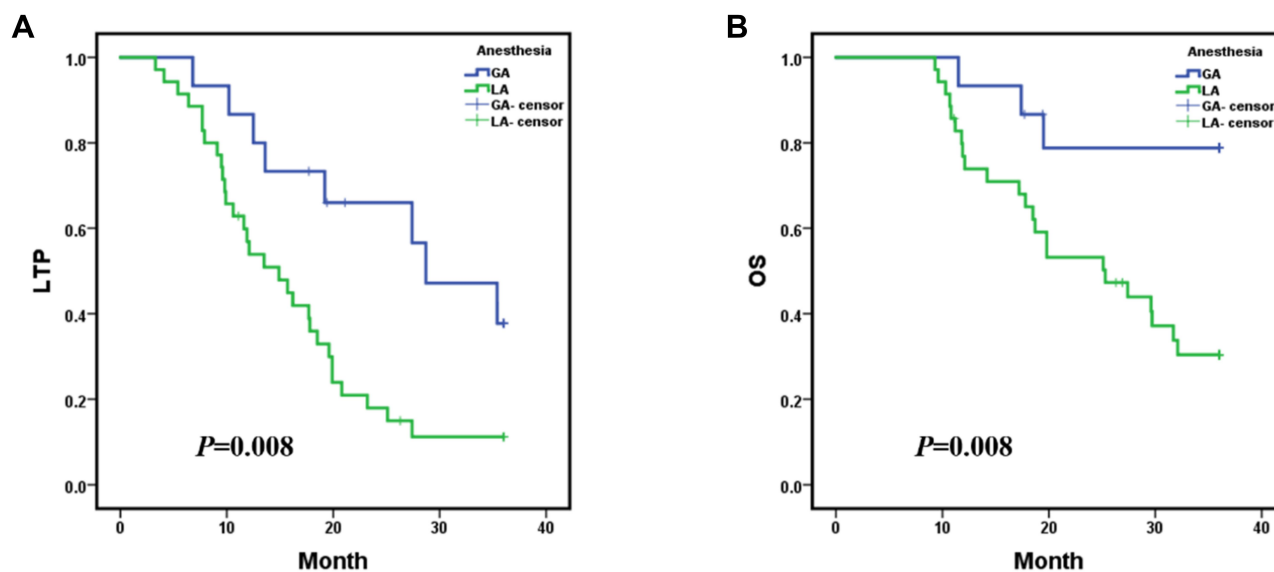 A
Anesthesia
GA
LA
GA- censor
LA- censor
1.0
0.8
0.6
0.4
0.2
0.0
LTP
P=0.008
0 10 20 30 40
Month
B
Anesthesia
GA
LA
GA- censor
LA- censor
1.0
0.8
0.6
0.4
0.2
0.0
OS
P=0.008
0 10 20 30 40
Month